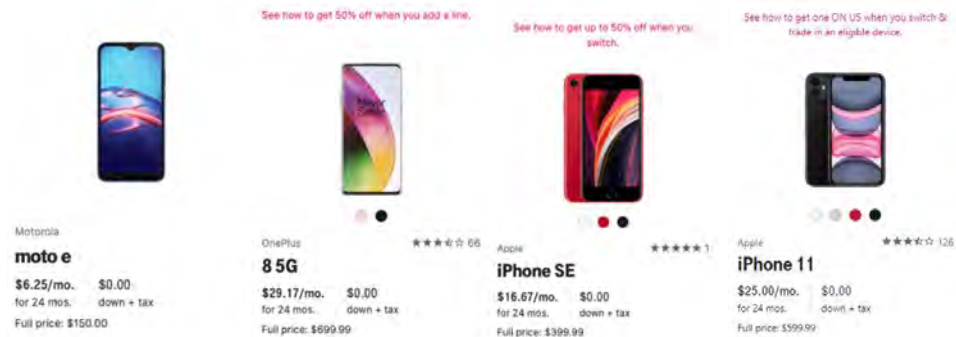 Motorola
moto e
$6.25/mo. $0.00
for 24 mos. down + tax
Full price: $150.00
See how to get 50% off when you add a line.
OnePlus 66
8 5G
$29.17/mo. $0.00
for 24 mos. down + tax
Full price: $699.99
See how to get up to 50% off when you
switch.
Apple 1
iPhone SE
$16.67/mo. $0.00
for 24 mos. down + tax
Full price: $399.99
See how to get one ON US when you switch &
trade in an eligible device.
Apple 126
iPhone 11
$25.00/mo. $0.00
for 24 mos. down + tax
Full price: $599.99